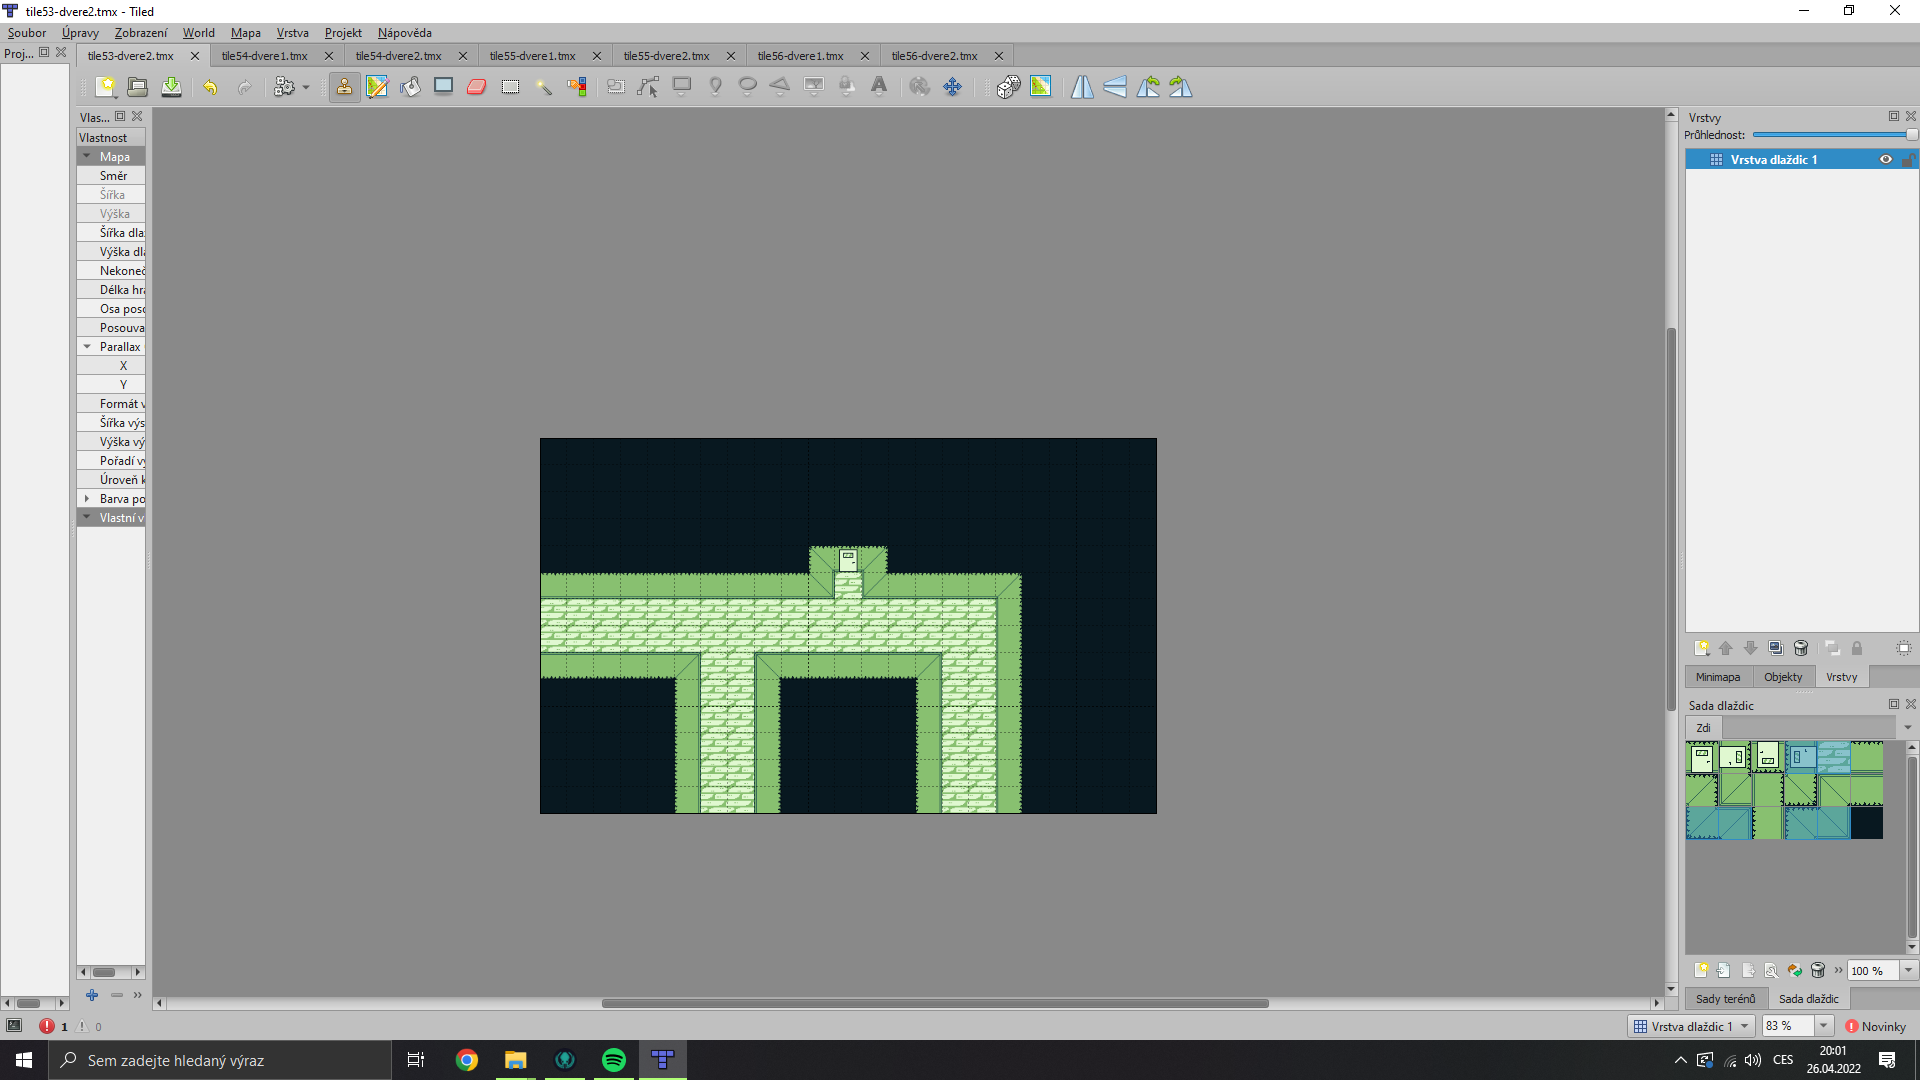 tile53-dvere2.tmx - Tiled
Soubor Úpravy Zobrazení World Mapa Vrstva Projekt Nápověda
Proj... tile53-dvere2.tmx tile54-dvere1.tmx tile54-dvere2.tmx tile55-dvere1.tmx tile55-dvere2.tmx tile56-dvere1.tmx tile56-dvere2.tmx
Vlas...
Vlastnost
Mapa
Směr
Šířka
Výška
Šířka dla
Výška dl
Nekoneč
Délka hr
Osa poso
Posouva
Parallax
X
Y
Formát v
Šířka výs
Výška vý
Pořadí vy
Úroveň k
Barva po
Vlastní v
Vrstvy
Průhlednost:
Vrstva dlaždic 1
Minimapa Objekty Vrstvy
Sada dlaždic
Zdi
100 %
Sady terénů Sada dlaždic
1 0
Vrstva dlaždic 1 83 % Novinky
Sem zadejte hledaný výraz
CES
20:01
26.04.2022